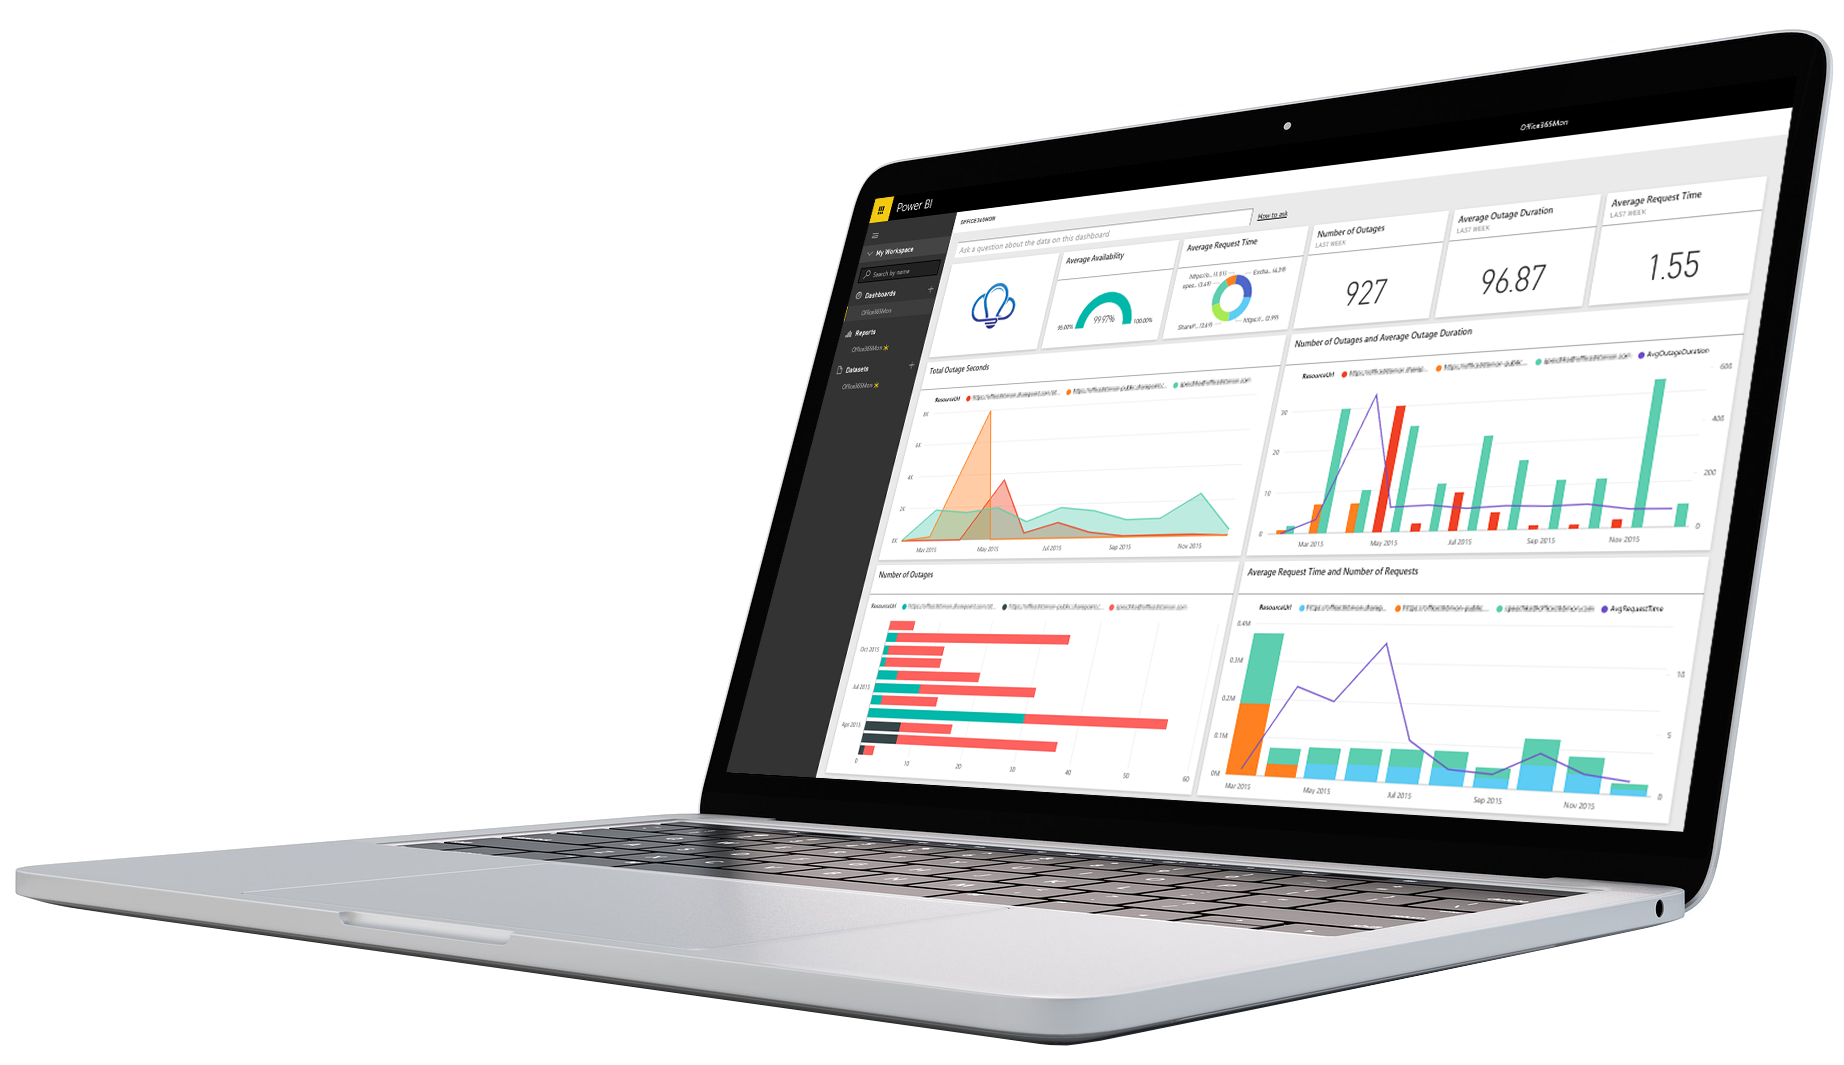 Office365Mon
Power BI
My Workspace
Search by name
Dashboards
Office365Mon
Reports
Office365Mon
Datasets
Office365Mon
OFFICE365MON
Ask a question about the data on this dashboard
How to ask
Average Availability
95.00%
99.97%
100.00%
Average Request Time
Number of Outages
LAST WEEK
927
Average Outage Duration
LAST WEEK
96.87
Average Request Time
LAST WEEK
1.55
Total Outage Seconds
ResourceUrl
8K
6K
4K
2K
0K
Mar 2015 May 2015 Jul 2015 Sep 2015 Nov 2015
Number of Outages and Average Outage Duration
ResourceUrl AvgOutageDuration
30
20
10
0
600
400
200
0
Mar 2015 May 2015 Jul 2015 Sep 2015 Nov 2015
Number of Outages
ResourceUrl
Oct 2015
Jul 2015
Apr 2015
0 10 20 30 40 50 60
Average Request Time and Number of Requests
ResourceUrl AvgRequestTime
0.4M
0.3M
0.2M
0.1M
0M
10
5
0
Mar 2015 May 2015 Jul 2015 Sep 2015 Nov 2015